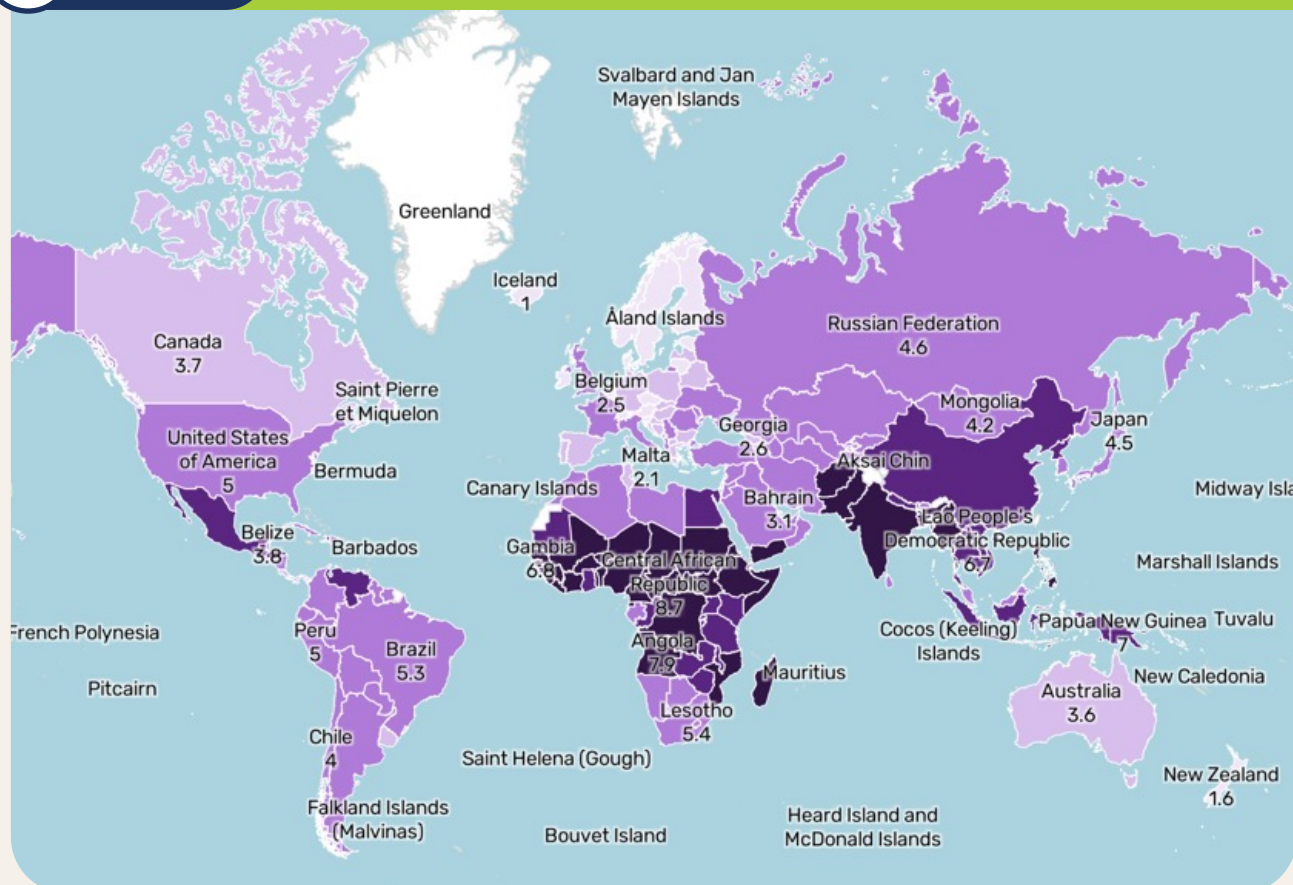 Svalbard and Jan
Mayen Islands
Greenland
Iceland
1
Åland Islands
Russian Federation
4.6
Canada
3.7
Saint Pierre
et Miquelon
Belgium
2.5
Mongolia
4.2
Japan
4.5
Georgia
2.6
United States
of America
5
Bermuda
Malta
2.1
Aksai Chin
Canary Islands
Bahrain
3.1
Midway Isla
Lao People's
Democratic Republic
6.7
Belize
3.8
Barbados
Gambia
6.8
Central African
Republic
8.7
Marshall Islands
French Polynesia
Peru
5
Brazil
5.3
Angola
7.9
Cocos (Keeling)
Islands
Papua New Guinea
7
Tuvalu
Pitcairn
Mauritius
New Caledonia
Australia
3.6
Lesotho
5.4
Chile
4
Saint Helena (Gough)
New Zealand
1.6
Falkland Islands
(Malvinas)
Bouvet Island
Heard Island and
McDonald Islands